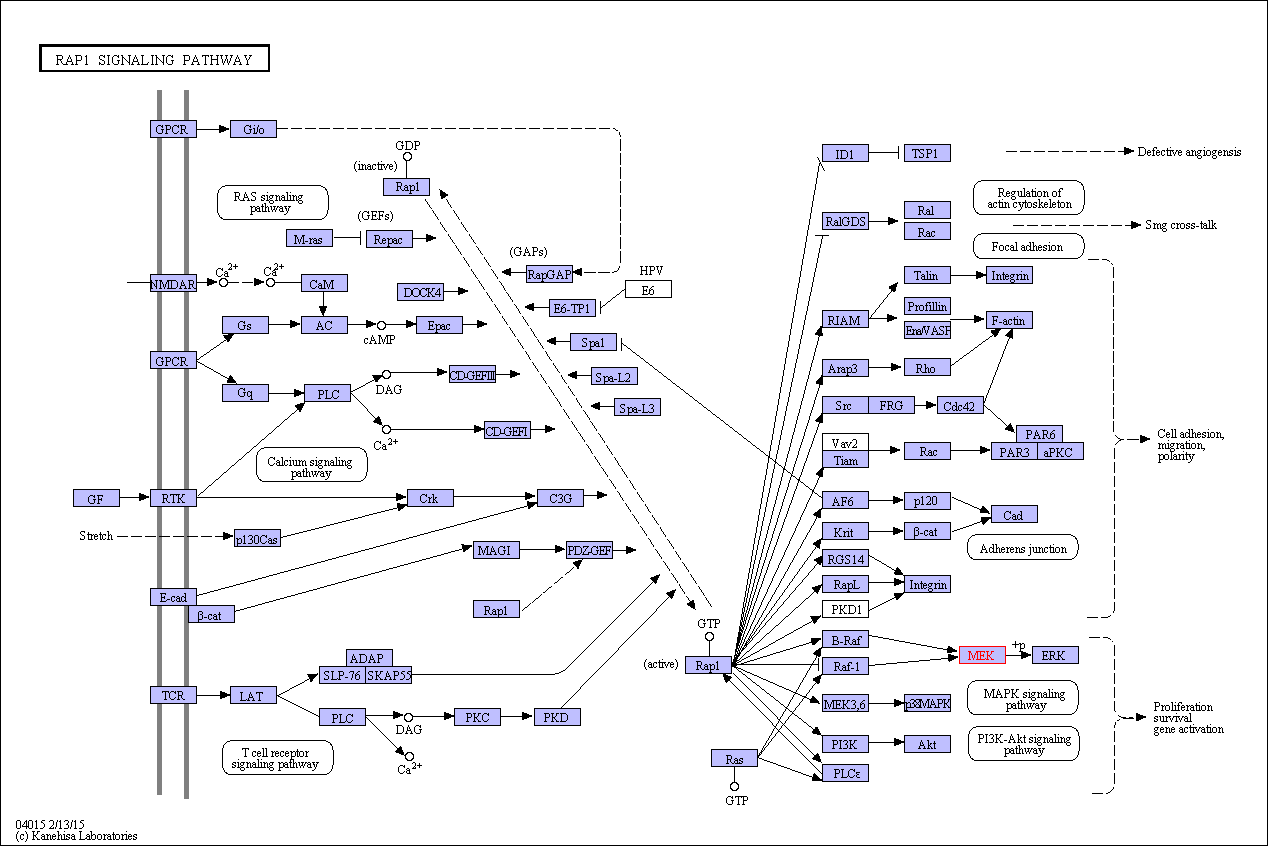 RAP1 SIGNALING PATHWAY
GPCR
Gi/o
GDP
(inactive)
Rap1
RAS signaling
pathway
(GEFs)
M-ras
Repac
(GAPs)
RapGAP
HPV
E6
E6-TP1
NMDAR
Ca2+
Ca2+
CaM
DOCK4
Gs
AC
cAMP
Epac
Spa1
GPCR
Gq
PLC
DAG
CD-GEFIII
Spa-L2
Spa-L3
Ca2+
CD-GEFI
Calcium signaling
pathway
GF
RTK
Crk
C3G
Stretch
p130Cas
MAGI
PDZ-GEF
E-cad
β-cat
Rap1
GTP
(active)
Rap1
ADAP
SLP-76
SKAP55
TCR
LAT
PLC
DAG
PKC
PKD
Ca2+
T cell receptor
signaling pathway
Ras
GTP
ID1
TSP1
Defective angiogensis
RalGDS
Ral
Rac
Regulation of
actin cytoskeleton
Smg cross-talk
Focal adhesion
Talin
Integrin
RIAM
Profillin
Ena/VASP
F-actin
Arap3
Rho
Src
FRG
Cdc42
Vav2
Tiam
Rac
PAR6
PAR3
aPKC
Cell adhesion,
migration,
polarity
AF6
p120
Cad
Krit
β-cat
Adherens junction
RGS14
RapL
Integrin
PKD1
B-Raf
Raf-1
MEK
+p
ERK
MEK3,6
p38MAPK
MAPK signaling
pathway
PI3K
Akt
PI3K-Akt signaling
pathway
PLCε
Proliferation
survival
gene activation
04015 2/13/15
(c) Kanehisa Laboratories